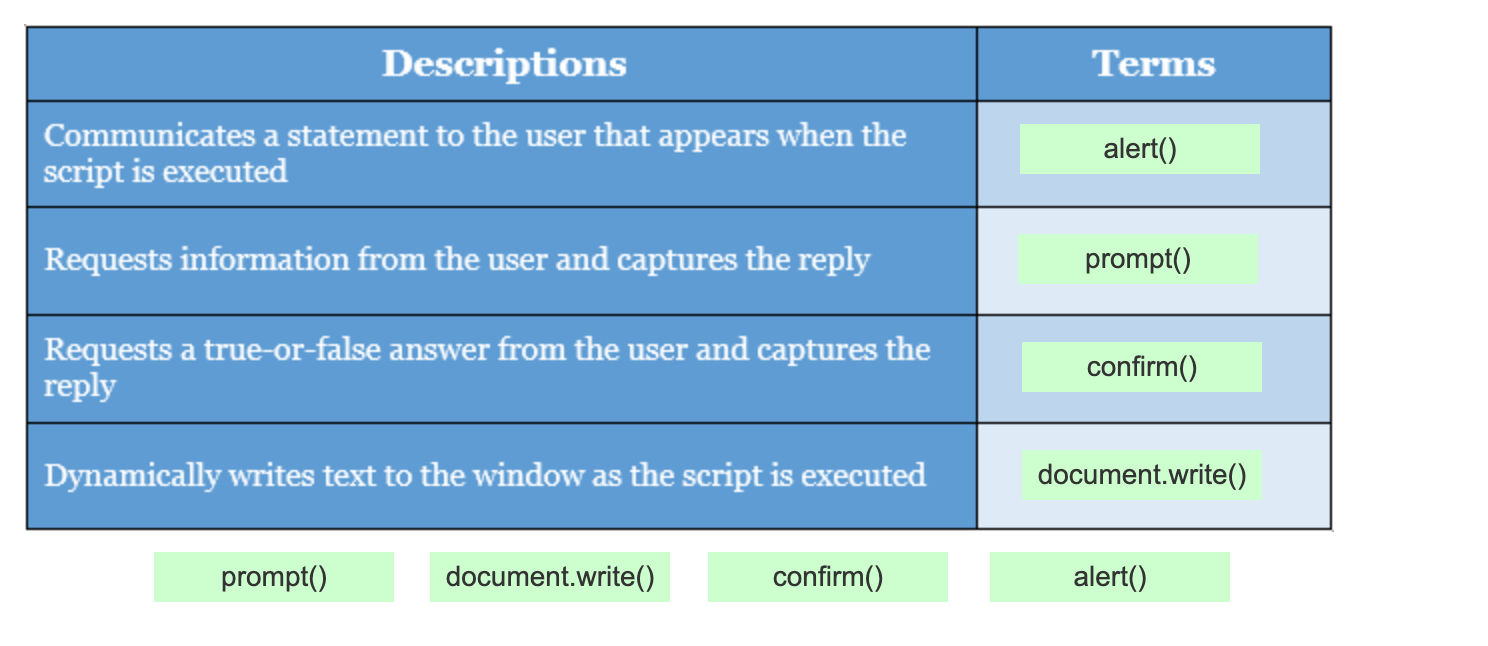 Descriptions Terms
Communicates a statement to the user that appears when the
script is executed
alert()
Requests information from the user and captures the reply
prompt()
Requests a true-or-false answer from the user and captures the
reply
confirm()
Dynamically writes text to the window as the script is executed
document.write()
prompt() document.write() confirm() alert()